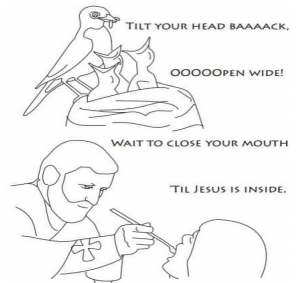 Tilt your head baaaack,
ooooopen wide!
Wait to close your mouth
'Til Jesus is inside.